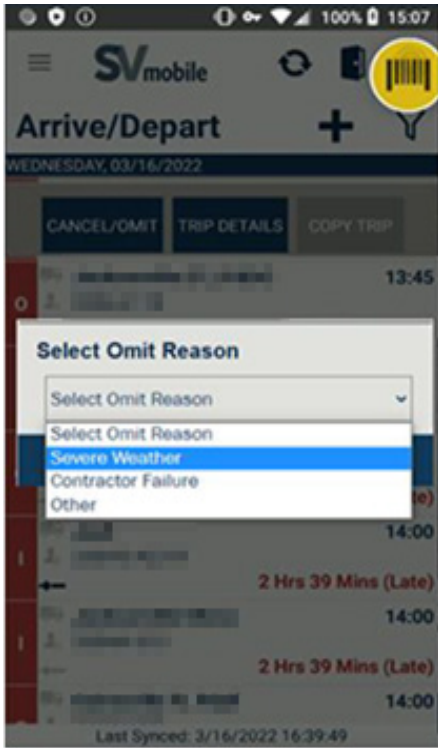 100% 15:07
SVmobile
Arrive/Depart
WEDNESDAY, 03/16/2022
CANCEL/OMIT TRIP DETAILS COPY TRIP
13:45
O
Select Omit Reason
Select Omit Reason
Select Omit Reason
Severe Weather
Contractor Failure
Other
14:00
I
2 Hrs 39 Mins (Late)
14:00
I
2 Hrs 39 Mins (Late)
14:00
Last Synced: 3/16/2022 16:39:49